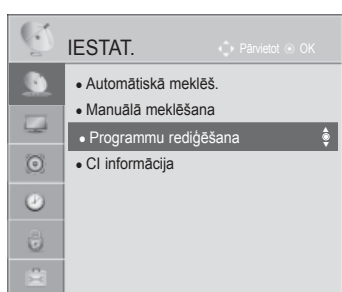 IESTAT. Pārvietot OK
• Automātiskā meklēš.
• Manuālā meklēšana
• Programmu rediģēšana
• CI informācija